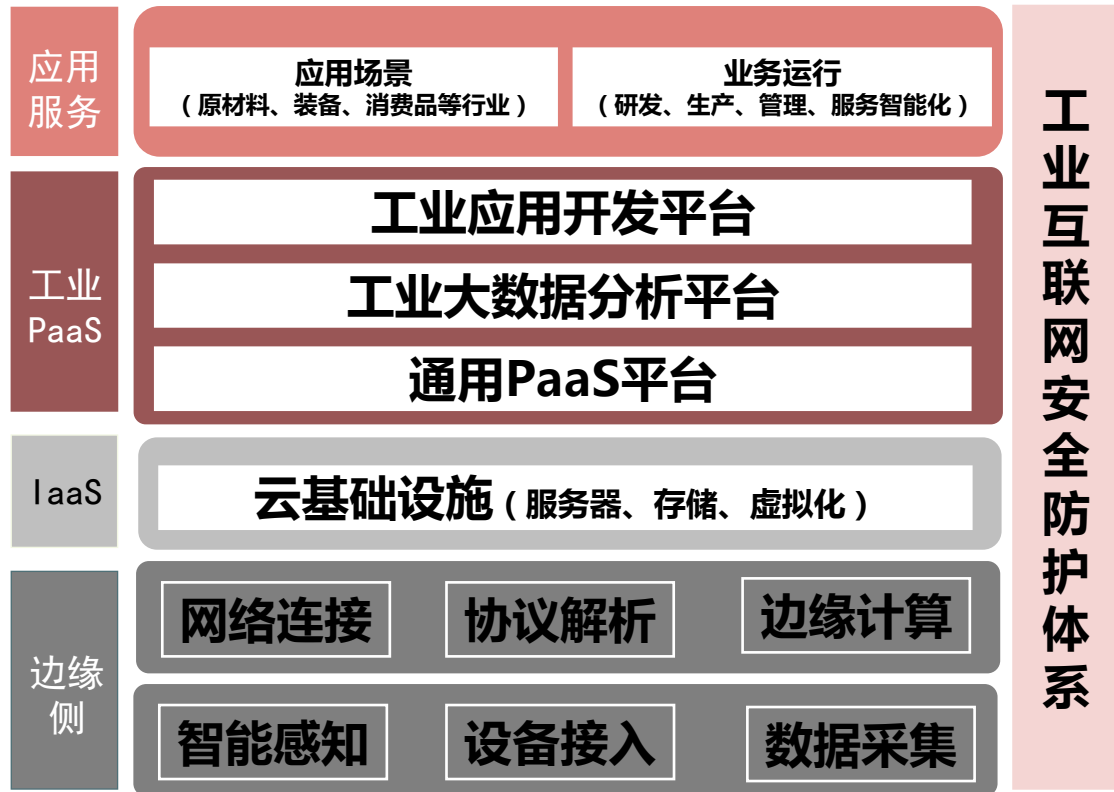 应用
服务
应用场景
（原材料、装备、消费品等行业）
业务运行
（研发、生产、管理、服务智能化）
工业
PaaS
工业应用开发平台
工业大数据分析平台
通用PaaS平台
IaaS
云基础设施（服务器、存储、虚拟化）
边缘
侧
网络连接
协议解析
边缘计算
智能感知
设备接入
数据采集
工业互联网安全防护体系